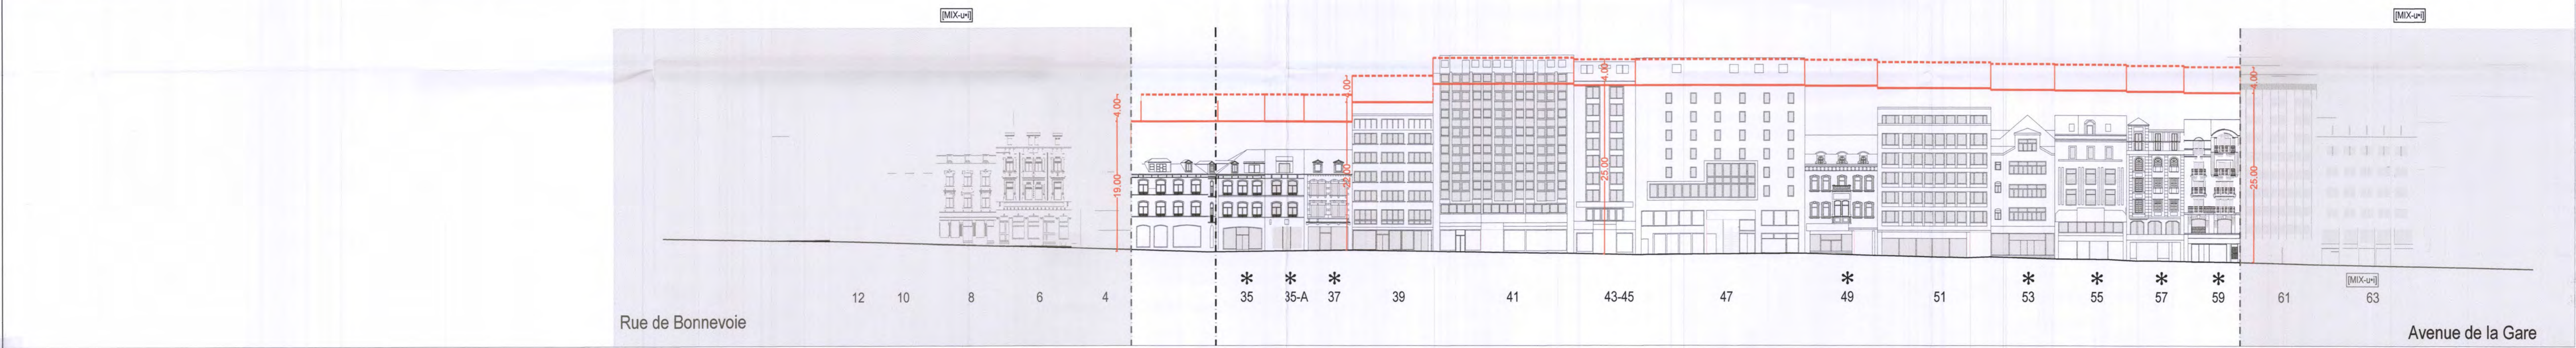 [MIX-u•i]
[MIX-u•i]
4.00
19.00
4.00
22.00
4.00
25.00
4.00
25.00
[MIX-u•i]
* * * * * * * *
12 10 8 6 4 35 35-A 37 39 41 43-45 47 49 51 53 55 57 59 61 63
Rue de Bonnevoie
Avenue de la Gare